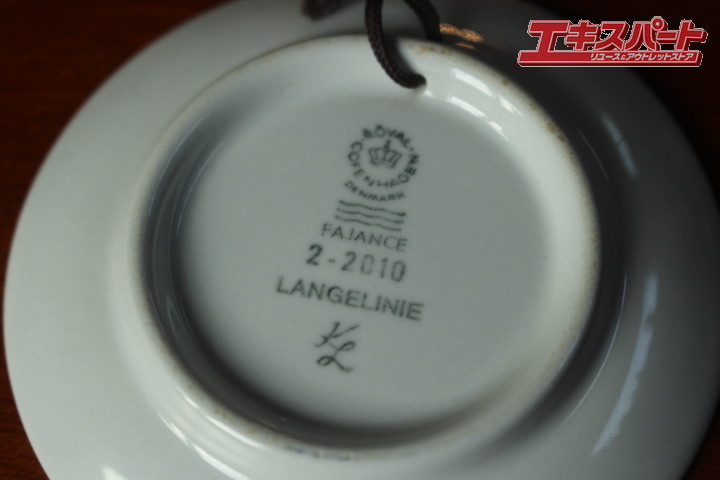 エキスパート
リユース&アウトレットストア
ROYAL COPENHAGEN
DENMARK
FAJANCE
2-2010
LANGELINIE
KL